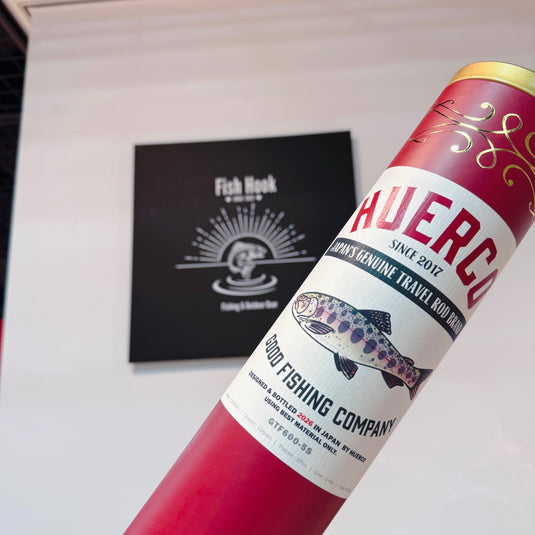 Fish Hook
Fishing & Outdoor Gear
HUERCO
SINCE 2017
JAPAN'S GENUINE TRAVEL ROD BRAND
GOOD FISHING COMPANY
DESIGNED & BOTTLED 2026 IN JAPAN BY HUERCO
USING BEST MATERIAL ONLY.
QTF600-5S